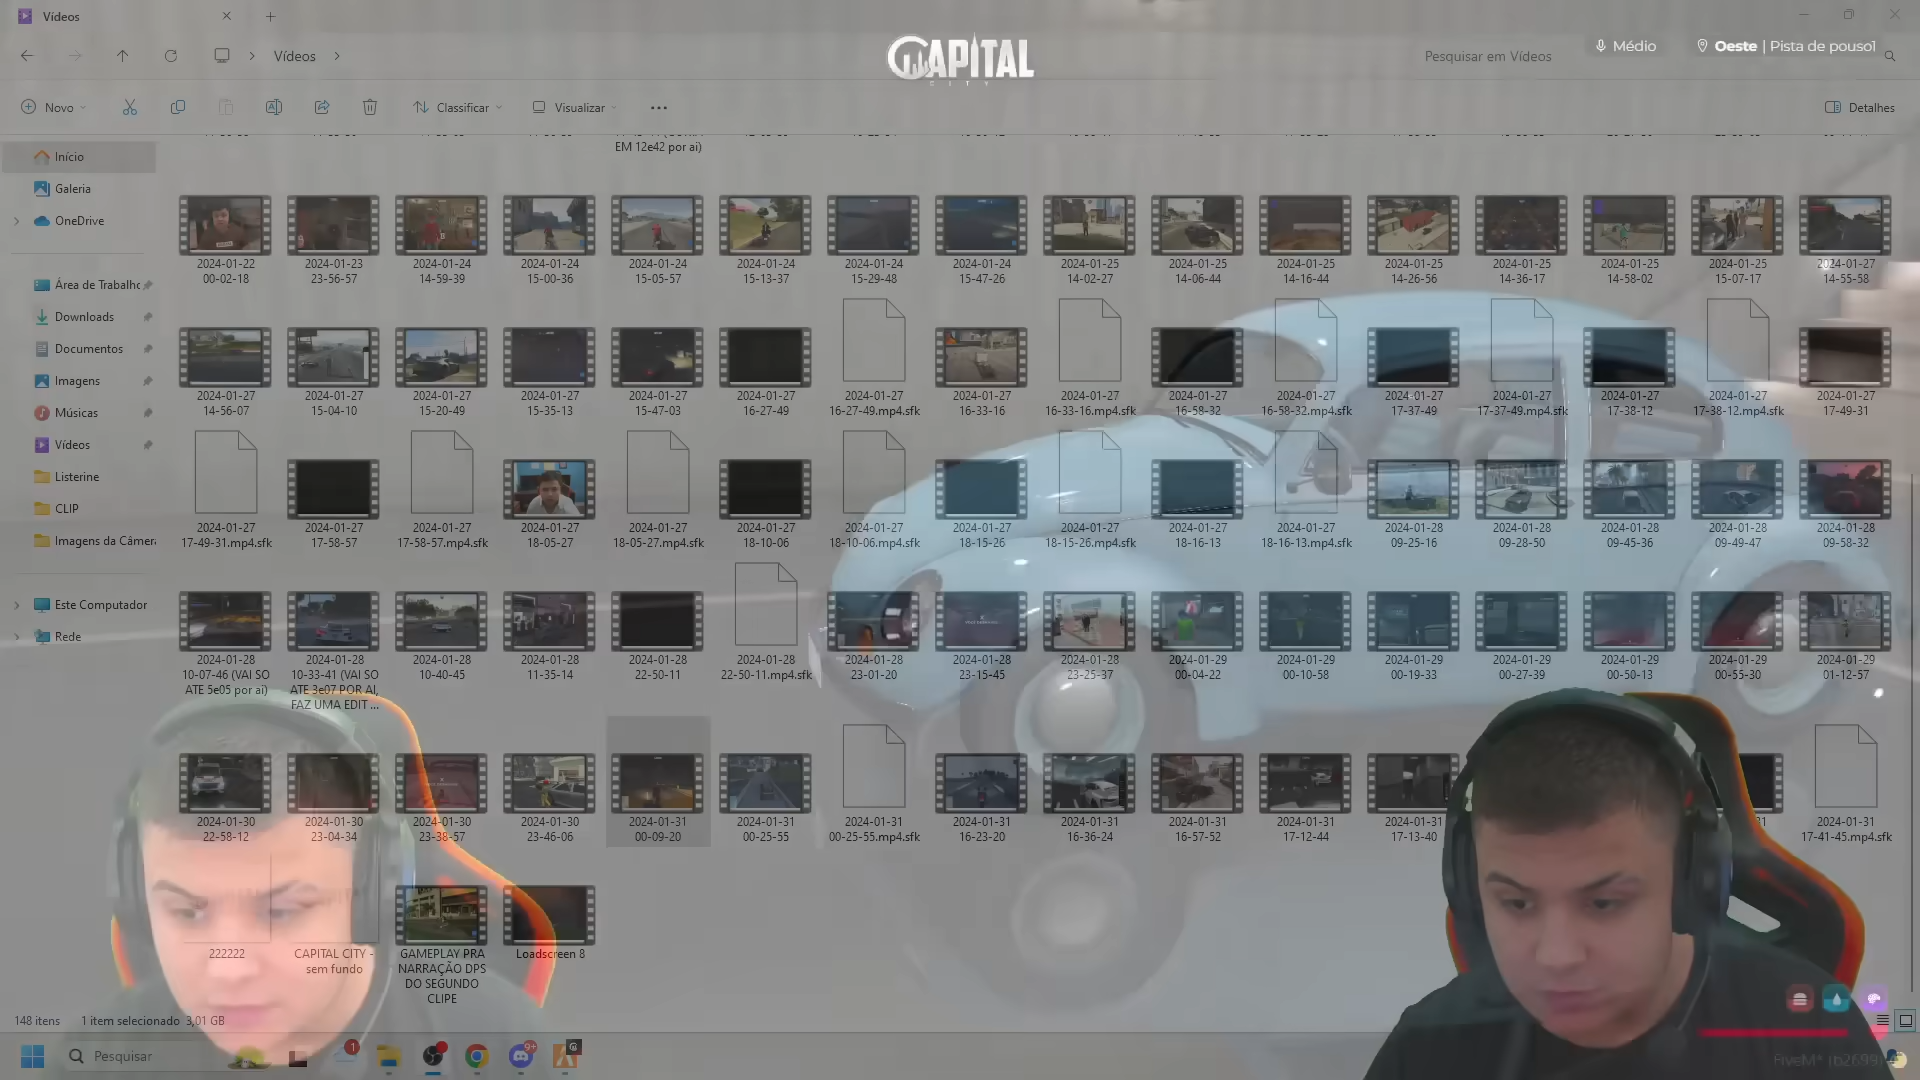 Vídeos
Vídeos
CAPITAL
CITY
Pesquisar em Vídeos
Médio
Oeste | Pista de pouso1
Novo
Classificar
Visualizar
Detalhes
EM 12e42 por ai)
Início
Galeria
OneDrive
Área de Trabalho
Downloads
Documentos
Imagens
Músicas
Vídeos
Listerine
CLIP
Imagens da Câmera
Este Computador
Rede
2024-01-22 00-02-18
2024-01-23 23-56-57
2024-01-24 14-59-39
2024-01-24 15-00-36
2024-01-24 15-05-57
2024-01-24 15-13-37
2024-01-24 15-29-48
2024-01-24 15-47-26
2024-01-25 14-02-27
2024-01-25 14-06-44
2024-01-25 14-16-44
2024-01-25 14-26-56
2024-01-25 14-36-17
2024-01-25 14-58-02
2024-01-25 15-07-17
2024-01-27 14-55-58
2024-01-27 14-56-07
2024-01-27 15-04-10
2024-01-27 15-20-49
2024-01-27 15-35-13
2024-01-27 15-47-03
2024-01-27 16-27-49
2024-01-27 16-27-49.mp4.sfk
2024-01-27 16-33-16
2024-01-27 16-33-16.mp4.sfk
2024-01-27 16-58-32
2024-01-27 16-58-32.mp4.sfk
2024-01-27 17-37-49
2024-01-27 17-37-49.mp4.sfk
2024-01-27 17-38-12
2024-01-27 17-38-12.mp4.sfk
2024-01-27 17-49-31
2024-01-27 17-49-31.mp4.sfk
2024-01-27 17-58-57
2024-01-27 17-58-57.mp4.sfk
2024-01-27 18-05-27
2024-01-27 18-05-27.mp4.sfk
2024-01-27 18-10-06
2024-01-27 18-10-06.mp4.sfk
2024-01-27 18-15-26
2024-01-27 18-15-26.mp4.sfk
2024-01-27 18-16-13
2024-01-27 18-16-13.mp4.sfk
2024-01-28 09-25-16
2024-01-28 09-28-50
2024-01-28 09-45-36
2024-01-28 09-49-47
2024-01-28 09-58-32
2024-01-28 10-07-46 (VAI SO ATE 5e05 por ai)
2024-01-28 10-33-41 (VAI SO ATE 3e07 POR AI, FAZ UMA EDIT ...
2024-01-28 10-40-45
2024-01-28 11-35-14
2024-01-28 22-50-11
2024-01-28 22-50-11.mp4.sfk
2024-01-28 23-01-20
2024-01-28 23-15-45
2024-01-28 23-25-37
2024-01-29 00-04-22
2024-01-29 00-10-58
2024-01-29 00-19-33
2024-01-29 00-27-39
2024-01-29 00-50-13
2024-01-29 00-55-30
2024-01-29 01-12-57
2024-01-30 22-58-12
2024-01-30 23-04-34
2024-01-30 23-38-57
2024-01-30 23-46-06
2024-01-31 00-09-20
2024-01-31 00-25-55
2024-01-31 00-25-55.mp4.sfk
2024-01-31 16-23-20
2024-01-31 16-36-24
2024-01-31 16-57-52
2024-01-31 17-12-44
2024-01-31 17-13-40
2024-01-31 17-41-45.mp4.sfk
222222
CAPITAL CITY - sem fundo
GAMEPLAY PRA NARRAÇÃO DPS DO SEGUNDO CLIPE
Loadscreen 8
148 itens 1 item selecionado 3,01 GB
Pesquisar
1
9+
FiveM*